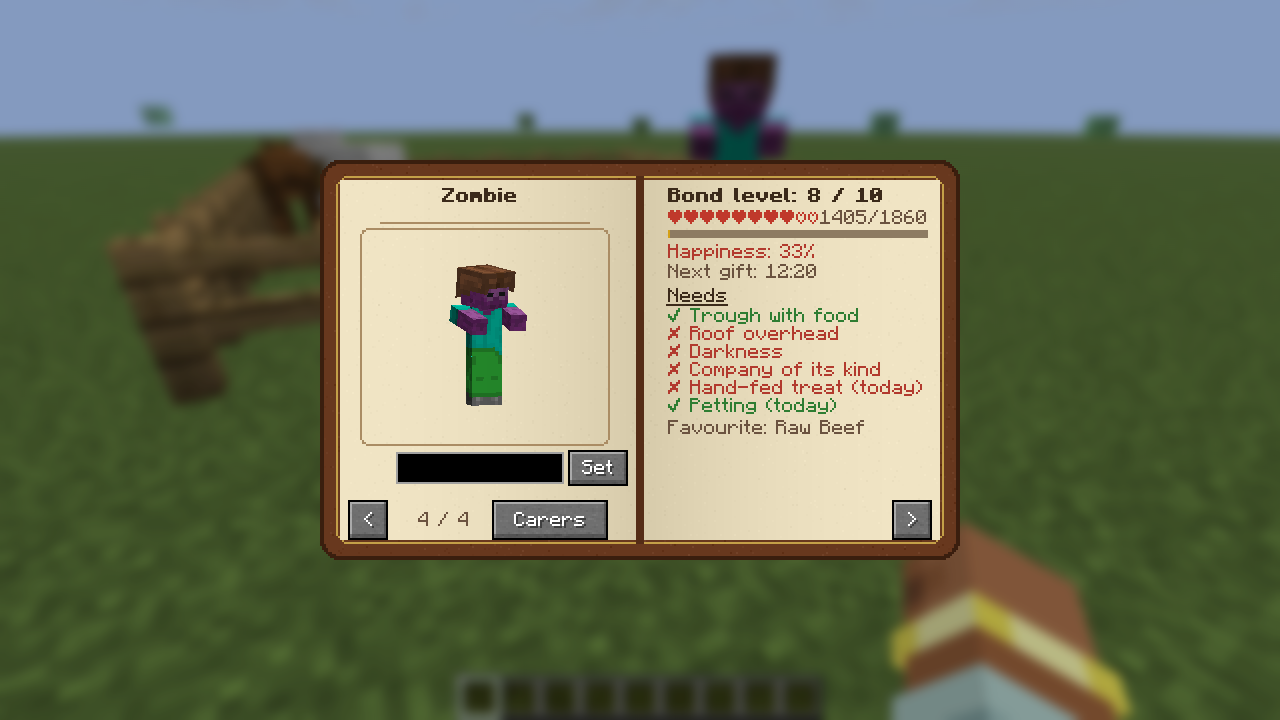 Zombie
Set
<
4 / 4
Carers
Bond level: 8 / 10
1405/1860
Happiness: 33%
Next gift: 12:20
Needs
✓ Trough with food
✗ Roof overhead
✗ Darkness
✗ Company of its kind
✗ Hand-fed treat (today)
✓ Petting (today)
Favourite: Raw Beef
>